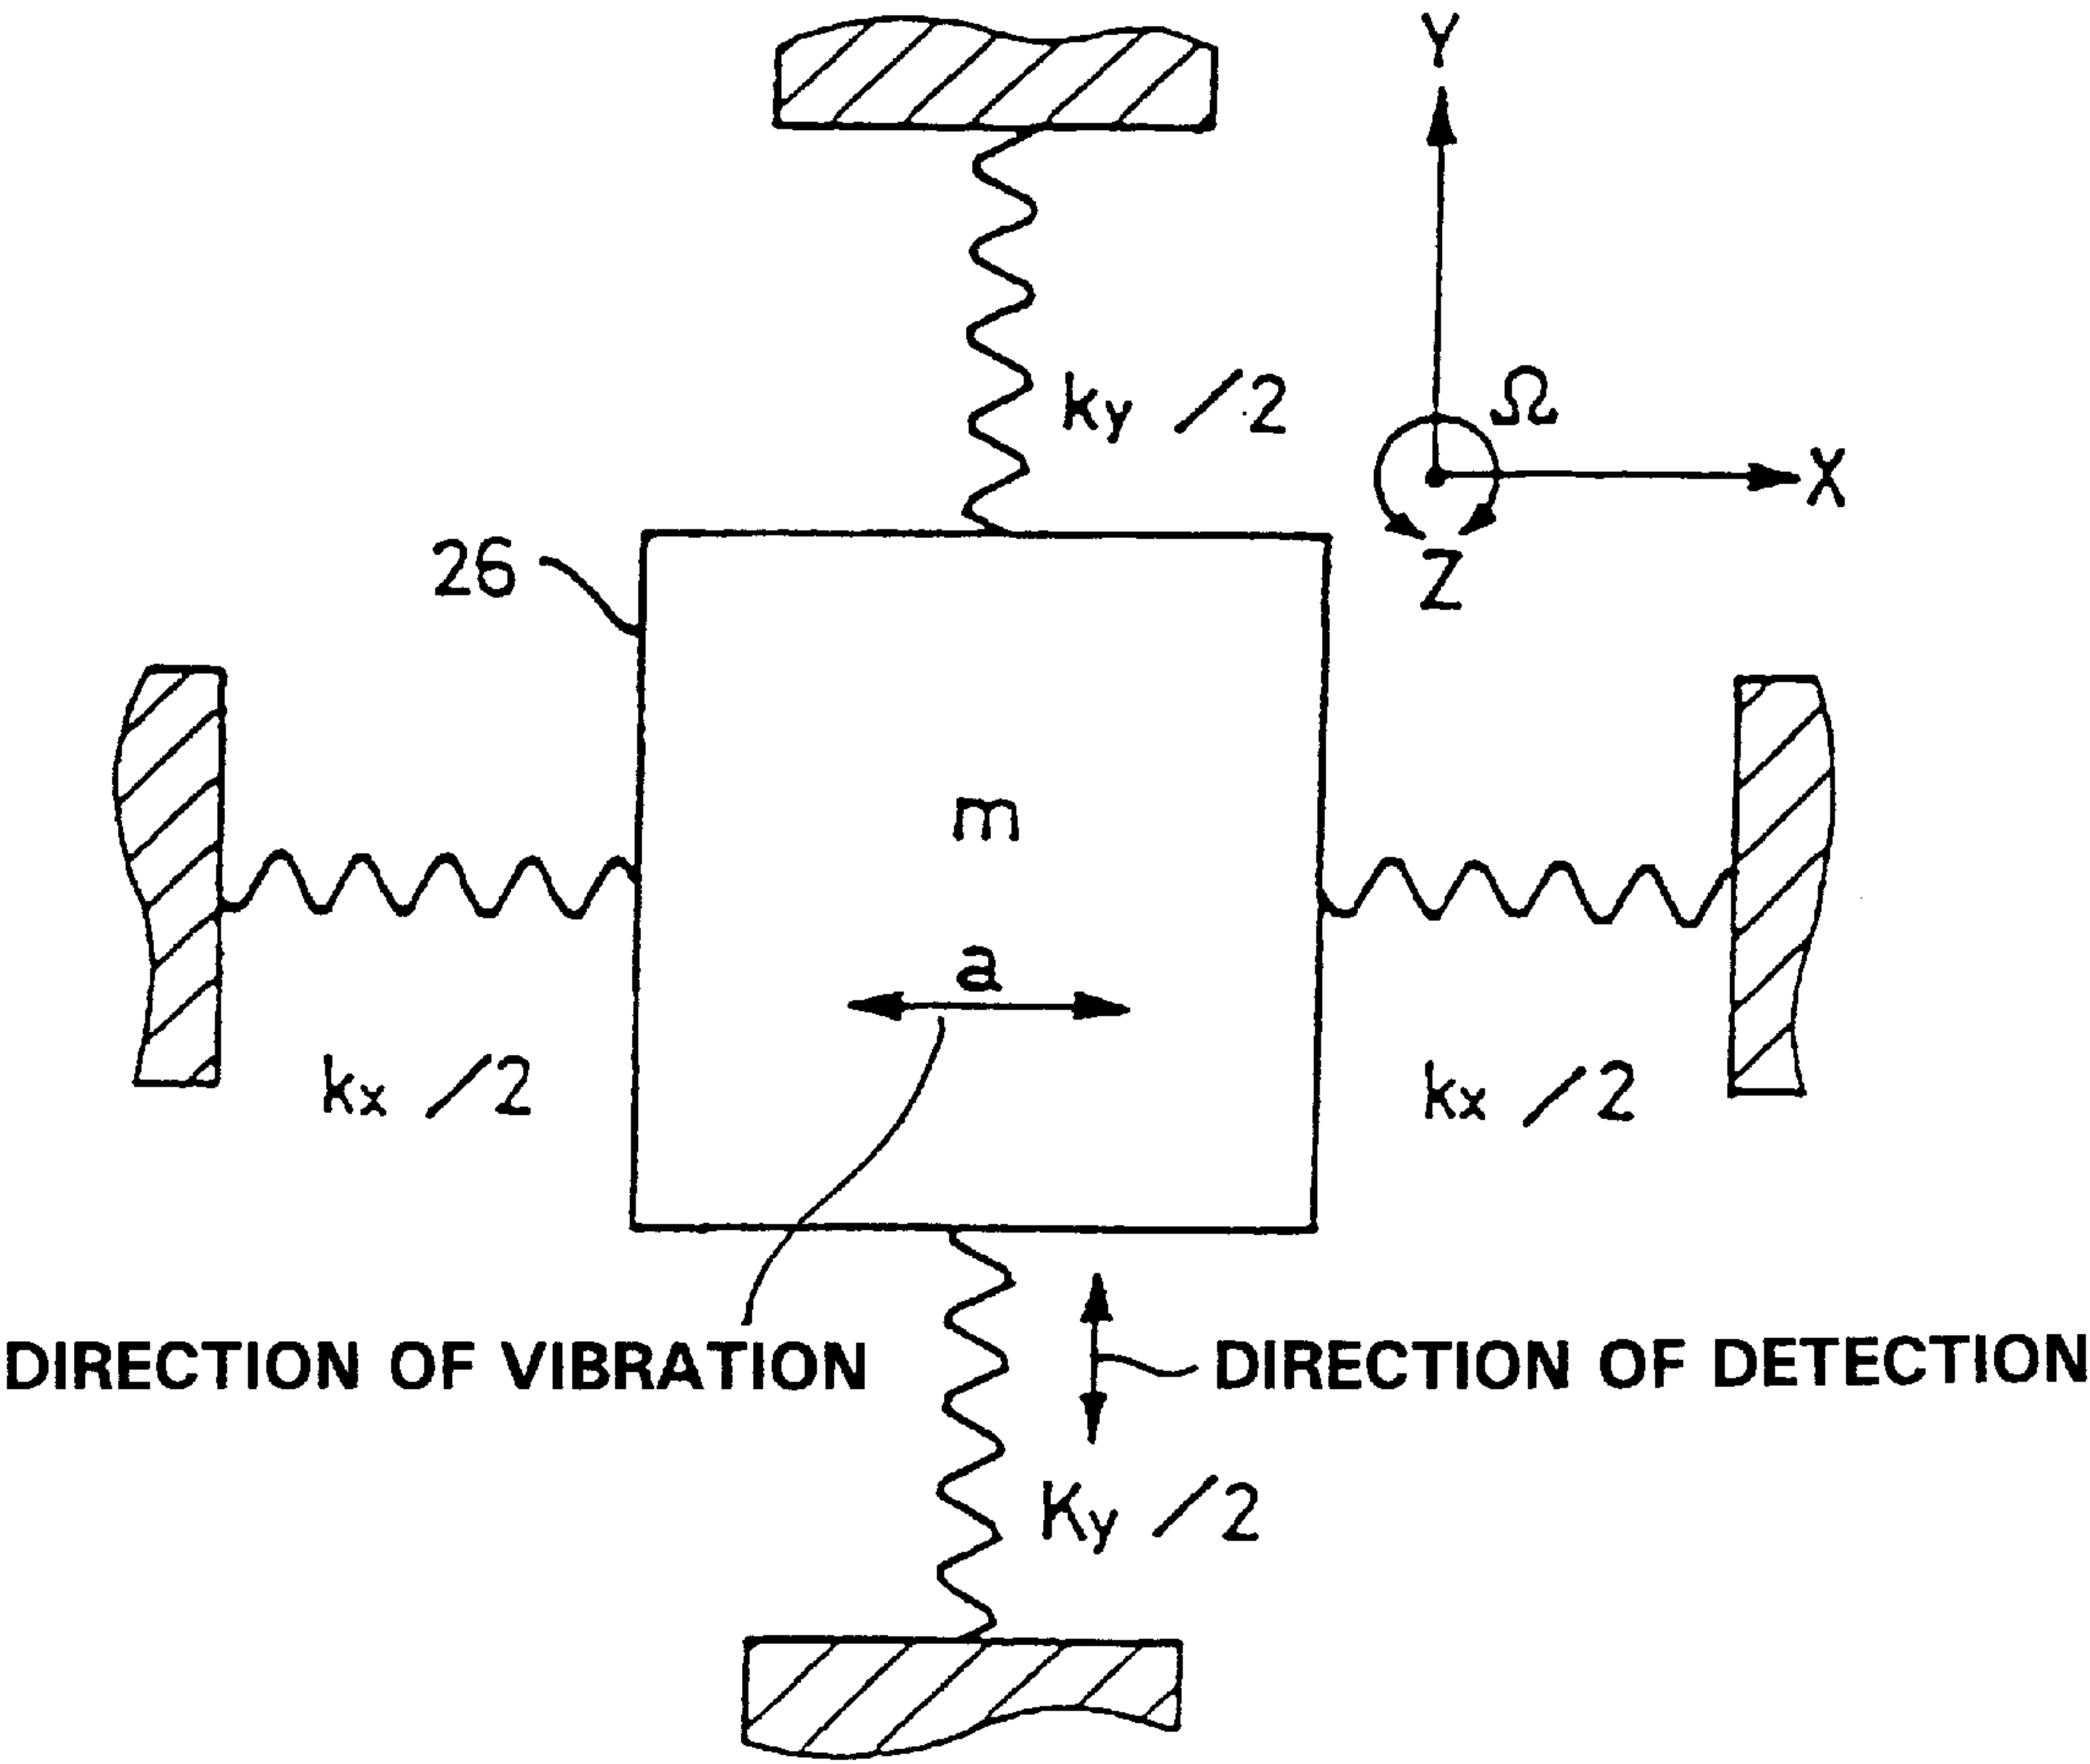 Y
ky /2
Ω
X
Z
26
m
a
kx /2
kx /2
DIRECTION OF VIBRATION
DIRECTION OF DETECTION
Ky /2